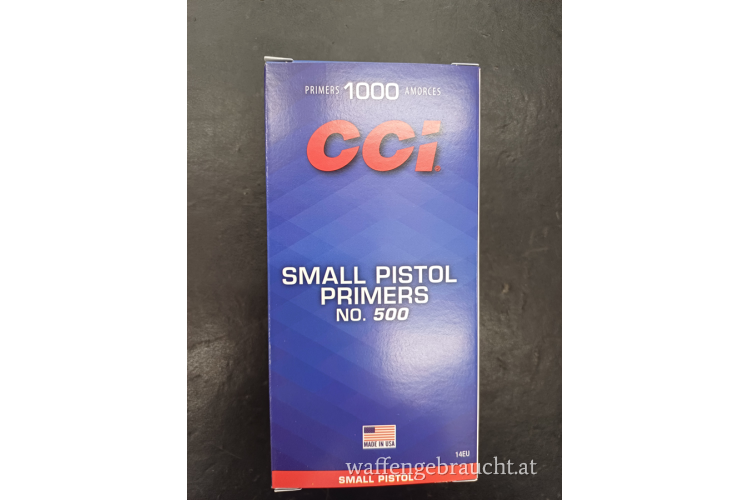 PRIMERS 1000 AMORCES
CCi
SMALL PISTOL
PRIMERS
NO. 500
MADE IN USA
14EU
waffengebraucht.at
SMALL PISTOL